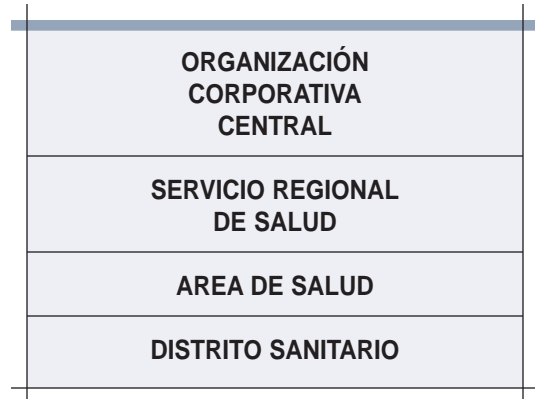 ORGANIZACIÓN
CORPORATIVA
CENTRAL
SERVICIO REGIONAL
DE SALUD
AREA DE SALUD
DISTRITO SANITARIO